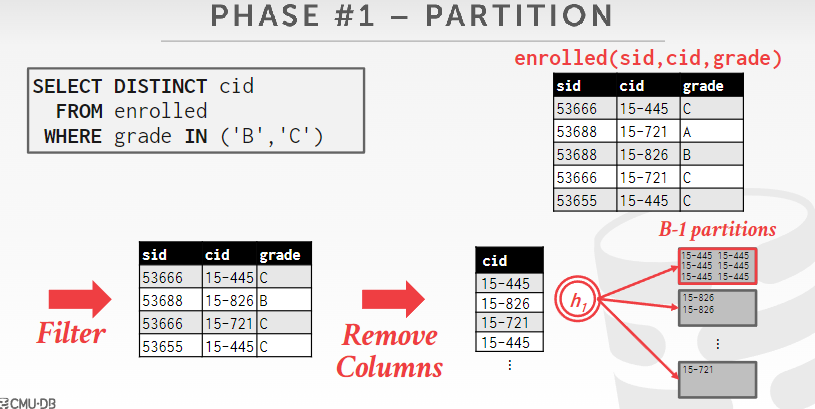 PHASE #1 – PARTITION
SELECT DISTINCT cid
FROM enrolled
WHERE grade IN ('B','C')
enrolled(sid,cid,grade)
sid cid grade
53666 15-445 C
53688 15-721 A
53688 15-826 B
53666 15-721 C
53655 15-445 C
Filter
sid cid grade
53666 15-445 C
53688 15-826 B
53666 15-721 C
53655 15-445 C
Remove
Columns
cid
15-445
15-826
15-721
15-445
⋮
h₁
B-1 partitions
15-445 15-445
15-445 15-445
15-445 15-445
15-826
15-826
⋮
15-721
CMU·DB